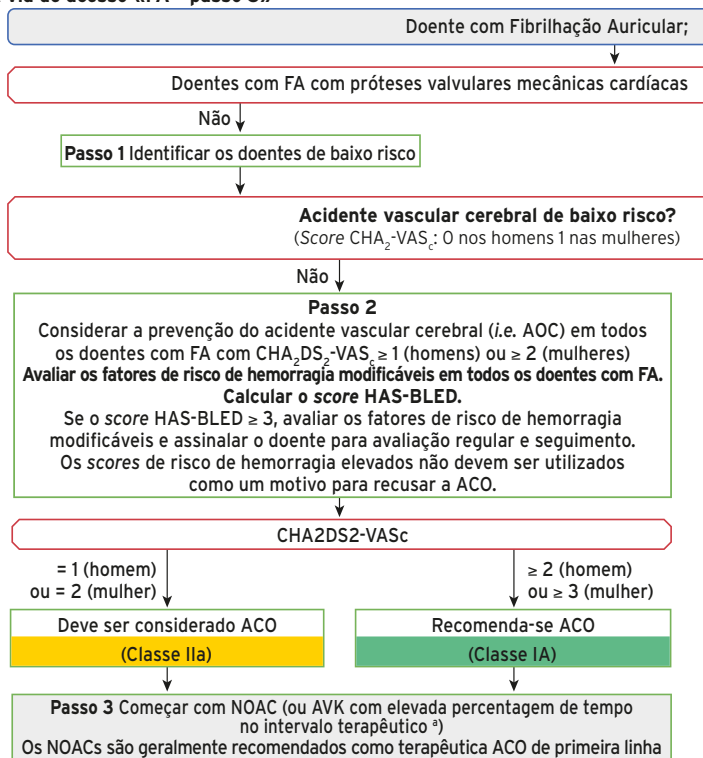 via de acesso «FA – passo 3»
Doente com Fibrilhação Auricular;
Doentes com FA com próteses valvulares mecânicas cardíacas
Não
Passo 1 Identificar os doentes de baixo risco
Acidente vascular cerebral de baixo risco?
(Score CHA₂-VASc: 0 nos homens 1 nas mulheres)
Não
Passo 2
Considerar a prevenção do acidente vascular cerebral (i.e. AOC) em todos
os doentes com FA com CHA₂DS₂-VASc ≥ 1 (homens) ou ≥ 2 (mulheres)
Avaliar os fatores de risco de hemorragia modificáveis em todos os doentes com FA.
Calcular o score HAS-BLED.
Se o score HAS-BLED ≥ 3, avaliar os fatores de risco de hemorragia
modificáveis e assinalar o doente para avaliação regular e seguimento.
Os scores de risco de hemorragia elevados não devem ser utilizados
como um motivo para recusar a ACO.
CHA2DS2-VASc
= 1 (homem)
ou = 2 (mulher)
≥ 2 (homem)
ou ≥ 3 (mulher)
Deve ser considerado ACO
(Classe IIa)
Recomenda-se ACO
(Classe IA)
Passo 3 Começar com NOAC (ou AVK com elevada percentagem de tempo
no intervalo terapêutico ª)
Os NOACs são geralmente recomendados como terapêutica ACO de primeira linha